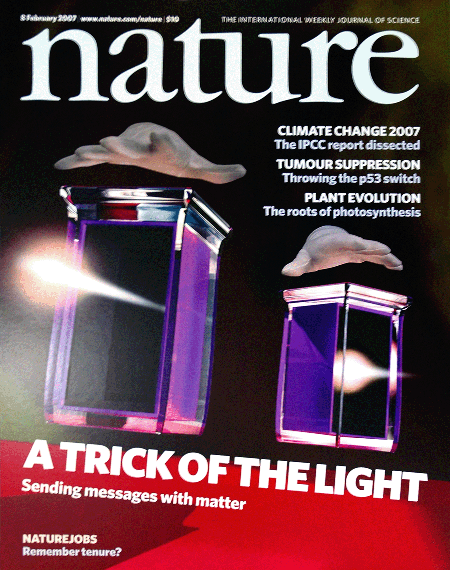 8 February 2007 www.nature.com/nature $10
THE INTERNATIONAL WEEKLY JOURNAL OF SCIENCE
nature
CLIMATE CHANGE 2007
The IPCC report dissected
TUMOUR SUPPRESSION
Throwing the p53 switch
PLANT EVOLUTION
The roots of photosynthesis
A TRICK OF THE LIGHT
Sending messages with matter
NATUREJOBS
Remember tenure?